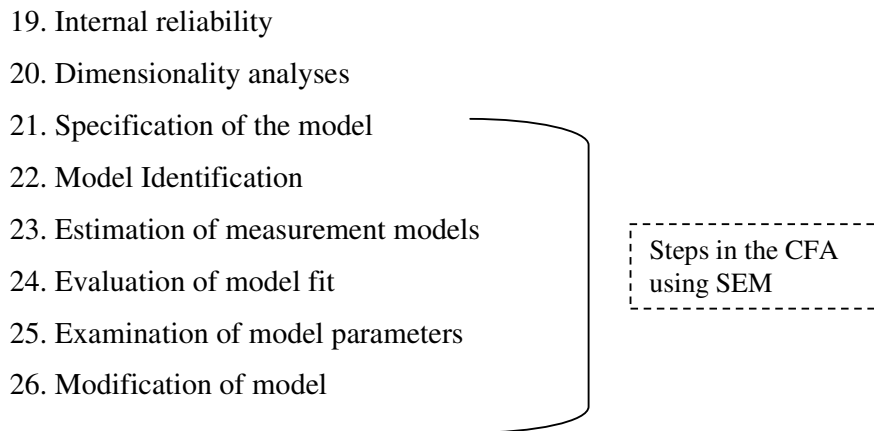 19. Internal reliability
20. Dimensionality analyses
21. Specification of the model
22. Model Identification
23. Estimation of measurement models
24. Evaluation of model fit
25. Examination of model parameters
26. Modification of model
Steps in the CFA
using SEM